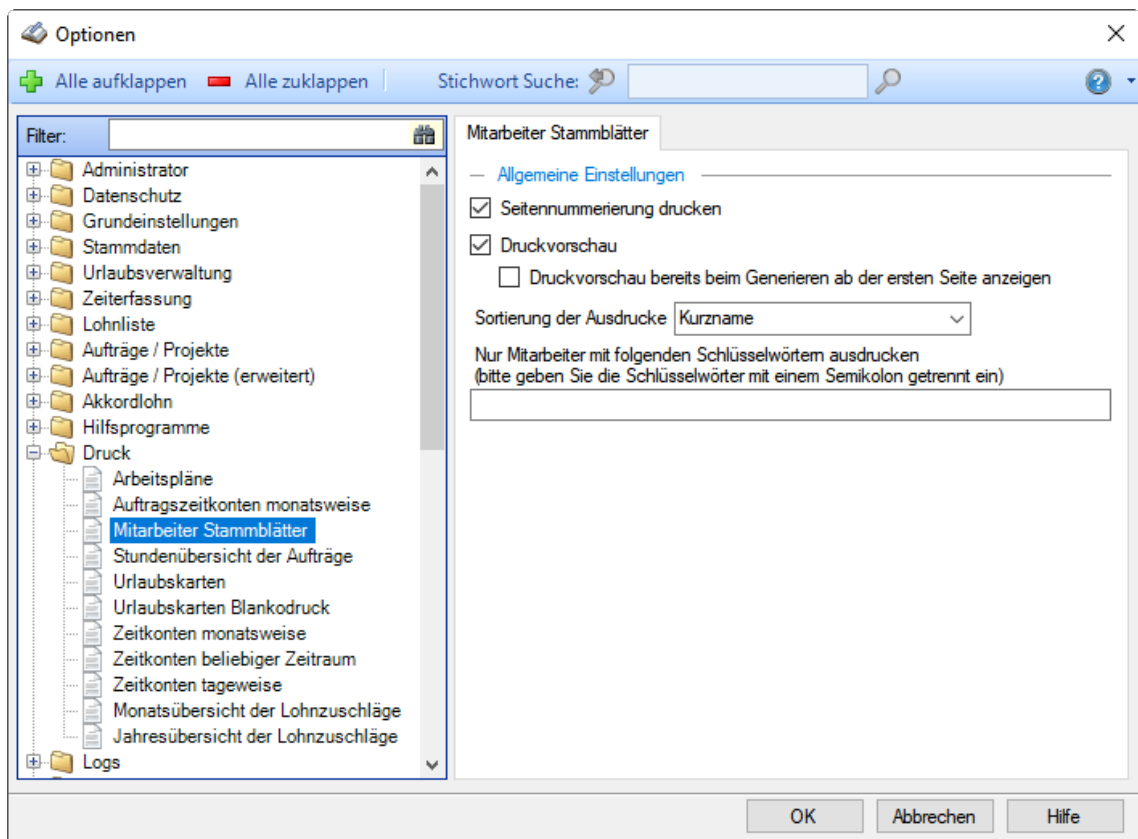 Optionen
Alle aufklappen Alle zuklappen Stichwort Suche:
Filter:
Administrator
Datenschutz
Grundeinstellungen
Stammdaten
Urlaubsverwaltung
Zeiterfassung
Lohnliste
Aufträge / Projekte
Aufträge / Projekte (erweitert)
Akkordlohn
Hilfsprogramme
Druck
Arbeitspläne
Auftragszeitkonten monatsweise
Mitarbeiter Stammblätter
Stundenübersicht der Aufträge
Urlaubskarten
Urlaubskarten Blankodruck
Zeitkonten monatsweise
Zeitkonten beliebiger Zeitraum
Zeitkonten tageweise
Monatsübersicht der Lohnzuschläge
Jahresübersicht der Lohnzuschläge
Logs
Mitarbeiter Stammblätter
Allgemeine Einstellungen
Seitennummerierung drucken
Druckvorschau
Druckvorschau bereits beim Generieren ab der ersten Seite anzeigen
Sortierung der Ausdrucke Kurzname
Nur Mitarbeiter mit folgenden Schlüsselwörtern ausdrucken
(bitte geben Sie die Schlüsselwörter mit einem Semikolon getrennt ein)
OK Abbrechen Hilfe